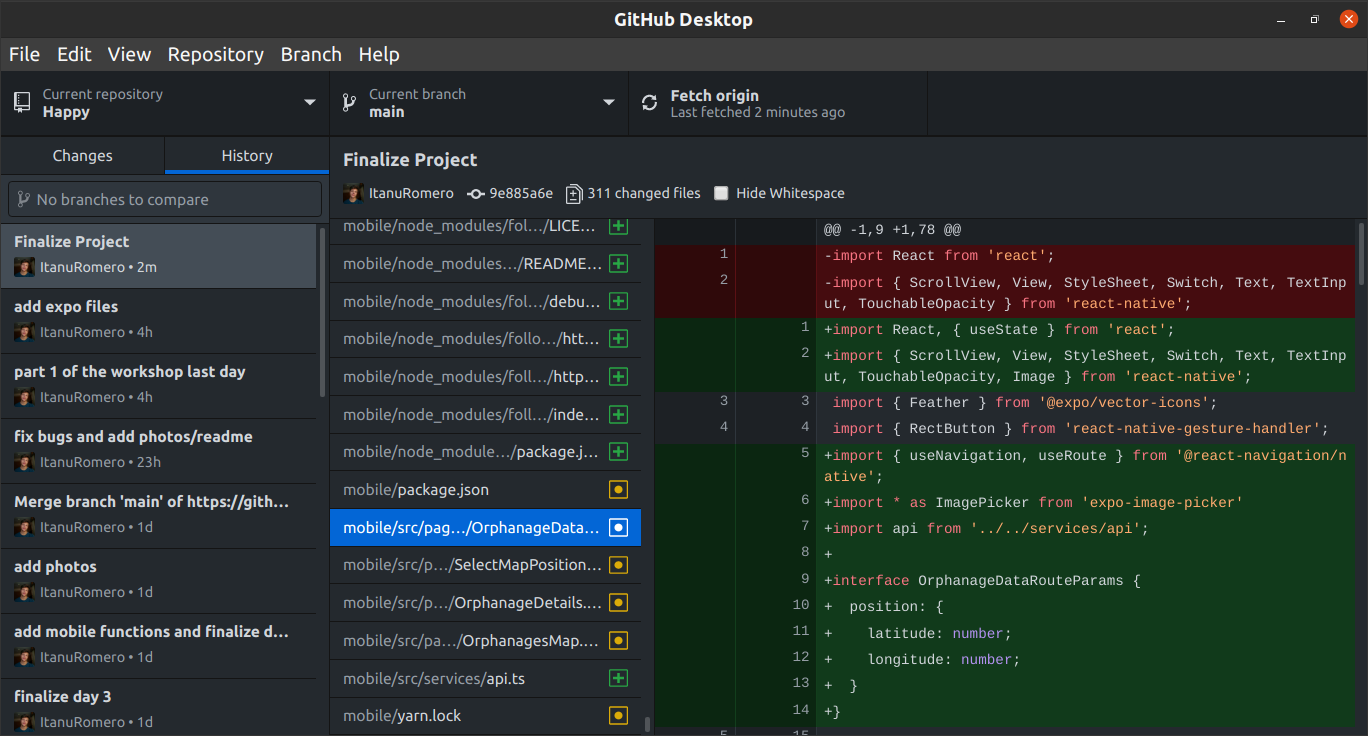 GitHub Desktop
File Edit View Repository Branch Help
Current repository
Happy
Current branch
main
Fetch origin
Last fetched 2 minutes ago
Changes
History
No branches to compare
Finalize Project
ItanuRomero • 2m
add expo files
ItanuRomero • 4h
part 1 of the workshop last day
ItanuRomero • 4h
fix bugs and add photos/readme
ItanuRomero • 23h
Merge branch 'main' of https://gith…
ItanuRomero • 1d
add photos
ItanuRomero • 1d
add mobile functions and finalize d…
ItanuRomero • 1d
finalize day 3
ItanuRomero • 1d
Finalize Project
ItanuRomero 9e885a6e 311 changed files Hide Whitespace
mobile/node_modules/fol…/LICE…
mobile/node_modules…/README…
mobile/node_modules/fol…/debu…
mobile/node_modules/follo…/htt…
mobile/node_modules/foll…/http…
mobile/node_modules/foll…/inde…
mobile/node_module…/package.j…
mobile/package.json
mobile/src/pag…/OrphanageData…
mobile/src/p…/SelectMapPosition…
mobile/src/p…/OrphanageDetails.…
mobile/src/pa…/OrphanagesMap.…
mobile/src/services/api.ts
mobile/yarn.lock
@@ -1,9 +1,78 @@
1 -import React from 'react';
2 -import { ScrollView, View, StyleSheet, Switch, Text, TextInp
ut, TouchableOpacity } from 'react-native';
1 +import React, { useState } from 'react';
2 +import { ScrollView, View, StyleSheet, Switch, Text, TextInp
ut, TouchableOpacity, Image } from 'react-native';
3 3 import { Feather } from '@expo/vector-icons';
4 4 import { RectButton } from 'react-native-gesture-handler';
5 +import { useNavigation, useRoute } from '@react-navigation/n
ative';
6 +import * as ImagePicker from 'expo-image-picker'
7 +import api from '../../services/api';
8 +
9 +interface OrphanageDataRouteParams {
10 + position: {
11 + latitude: number;
12 + longitude: number;
13 + }
14 +}
5 15